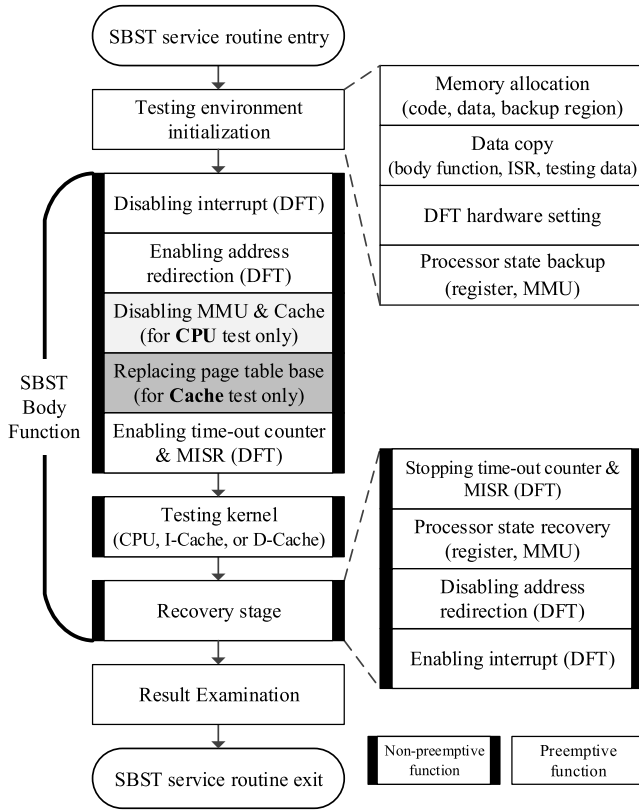 SBST service routine entry
Testing environment
initialization
Memory allocation
(code, data, backup region)
Data copy
(body function, ISR, testing data)
DFT hardware setting
Processor state backup
(register, MMU)
SBST
Body
Function
Disabling interrupt (DFT)
Enabling address
redirection (DFT)
Disabling MMU & Cache
(for CPU test only)
Replacing page table base
(for Cache test only)
Enabling time-out counter
& MISR (DFT)
Testing kernel
(CPU, I-Cache, or D-Cache)
Recovery stage
Stopping time-out counter &
MISR (DFT)
Processor state recovery
(register, MMU)
Disabling address
redirection (DFT)
Enabling interrupt (DFT)
Result Examination
SBST service routine exit
Non-preemptive
function
Preemptive
function